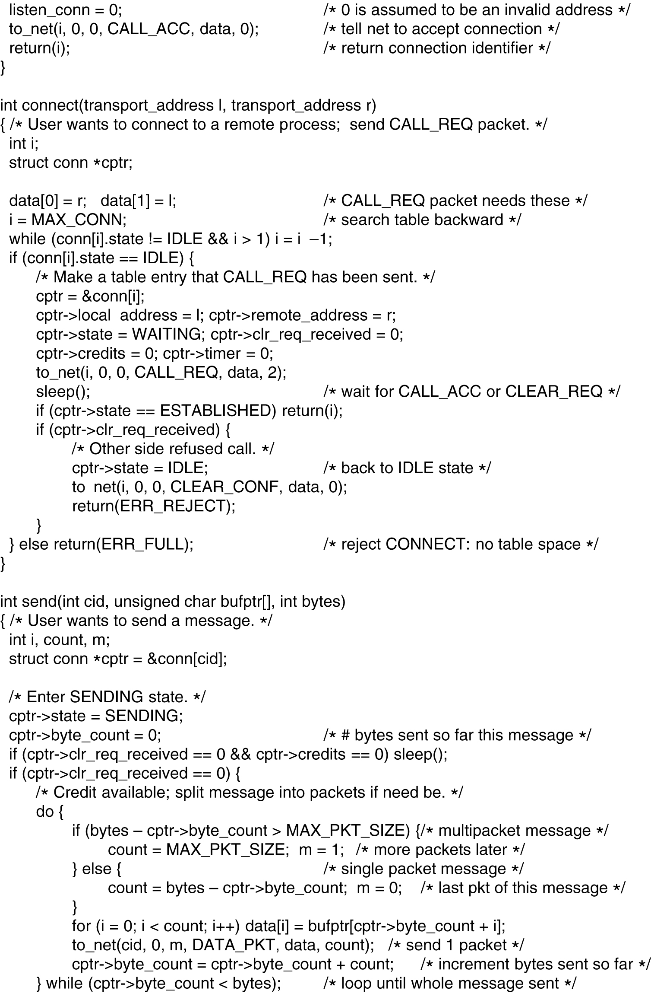 listen_conn = 0; /* 0 is assumed to be an invalid address */
to_net(i, 0, 0, CALL_ACC, data, 0); /* tell net to accept connection */
return(i); /* return connection identifier */
}
int connect(transport_address l, transport_address r)
{ /* User wants to connect to a remote process; send CALL_REQ packet. */
int i;
struct conn *cptr;
data[0] = r; data[1] = l; /* CALL_REQ packet needs these */
i = MAX_CONN; /* search table backward */
while (conn[i].state != IDLE && i > 1) i = i –1;
if (conn[i].state == IDLE) {
/* Make a table entry that CALL_REQ has been sent. */
cptr = &conn[i];
cptr->local address = l; cptr->remote_address = r;
cptr->state = WAITING; cptr->clr_req_received = 0;
cptr->credits = 0; cptr->timer = 0;
to_net(i, 0, 0, CALL_REQ, data, 2);
sleep(); /* wait for CALL_ACC or CLEAR_REQ */
if (cptr->state == ESTABLISHED) return(i);
if (cptr->clr_req_received) {
/* Other side refused call. */
cptr->state = IDLE; /* back to IDLE state */
to net(i, 0, 0, CLEAR_CONF, data, 0);
return(ERR_REJECT);
}
} else return(ERR_FULL); /* reject CONNECT: no table space */
}
int send(int cid, unsigned char bufptr[], int bytes)
{ /* User wants to send a message. */
int i, count, m;
struct conn *cptr = &conn[cid];
/* Enter SENDING state. */
cptr->state = SENDING;
cptr->byte_count = 0; /* # bytes sent so far this message */
if (cptr->clr_req_received == 0 && cptr->credits == 0) sleep();
if (cptr->clr_req_received == 0) {
/* Credit available; split message into packets if need be. */
do {
if (bytes – cptr->byte_count > MAX_PKT_SIZE) {/* multipacket message */
count = MAX_PKT_SIZE; m = 1; /* more packets later */
} else { /* single packet message */
count = bytes – cptr->byte_count; m = 0; /* last pkt of this message */
}
for (i = 0; i < count; i++) data[i] = bufptr[cptr->byte_count + i];
to_net(cid, 0, m, DATA_PKT, data, count); /* send 1 packet */
cptr->byte_count = cptr->byte_count + count; /* increment bytes sent so far */
} while (cptr->byte_count < bytes); /* loop until whole message sent */